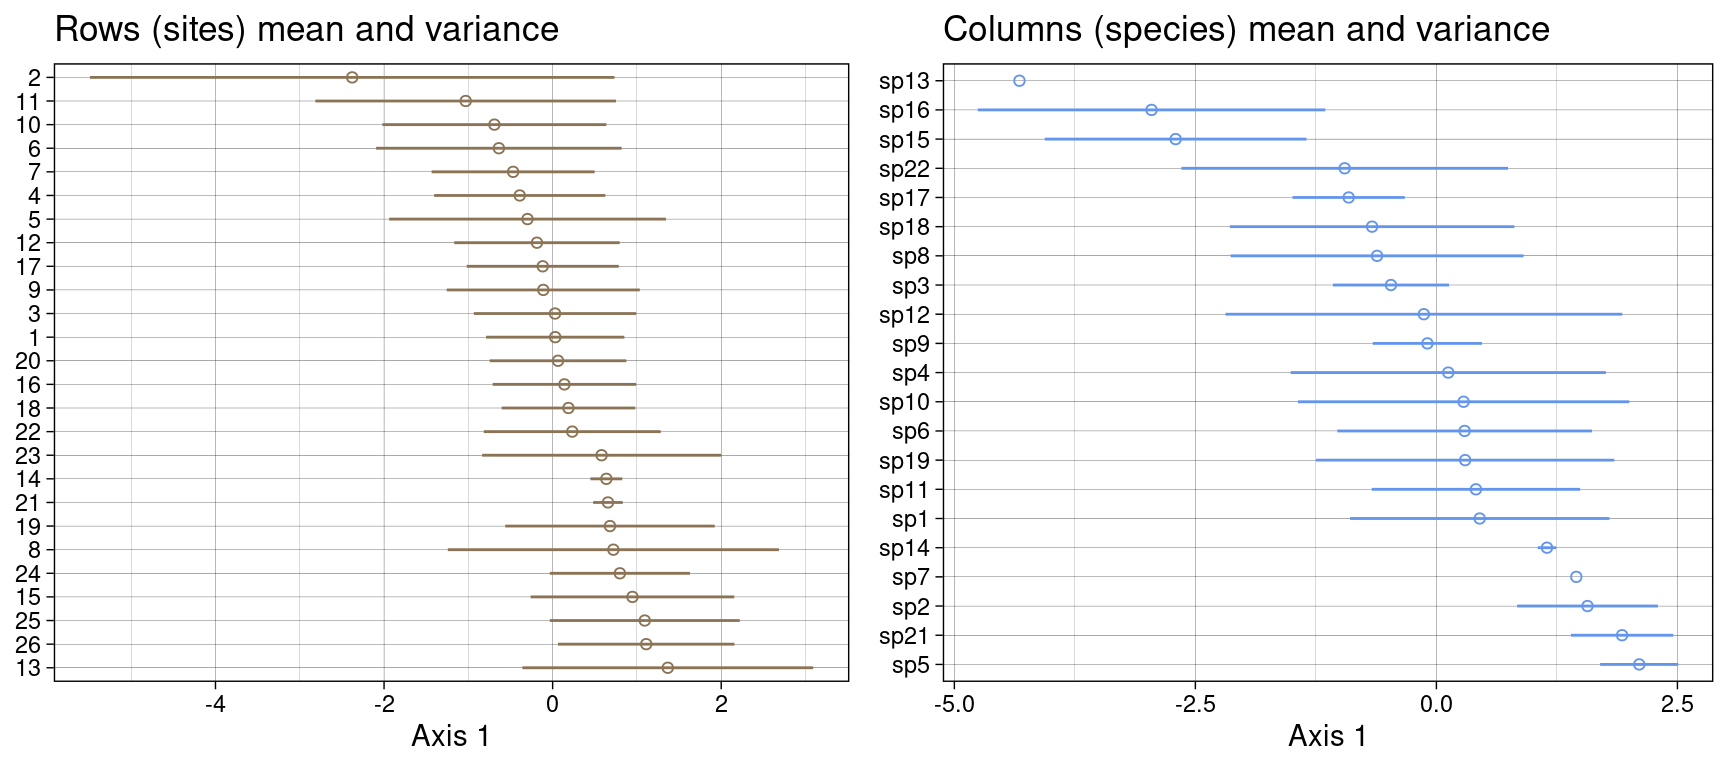 Rows (sites) mean and variance
2
11
10
6
7
4
5
12
17
9
3
1
20
16
18
22
23
14
21
19
8
24
15
25
26
13
-4 -2 0 2
Axis 1
Columns (species) mean and variance
sp13
sp16
sp15
sp22
sp17
sp18
sp8
sp3
sp12
sp9
sp4
sp10
sp6
sp19
sp11
sp1
sp14
sp7
sp2
sp21
sp5
-5.0 -2.5 0.0 2.5
Axis 1